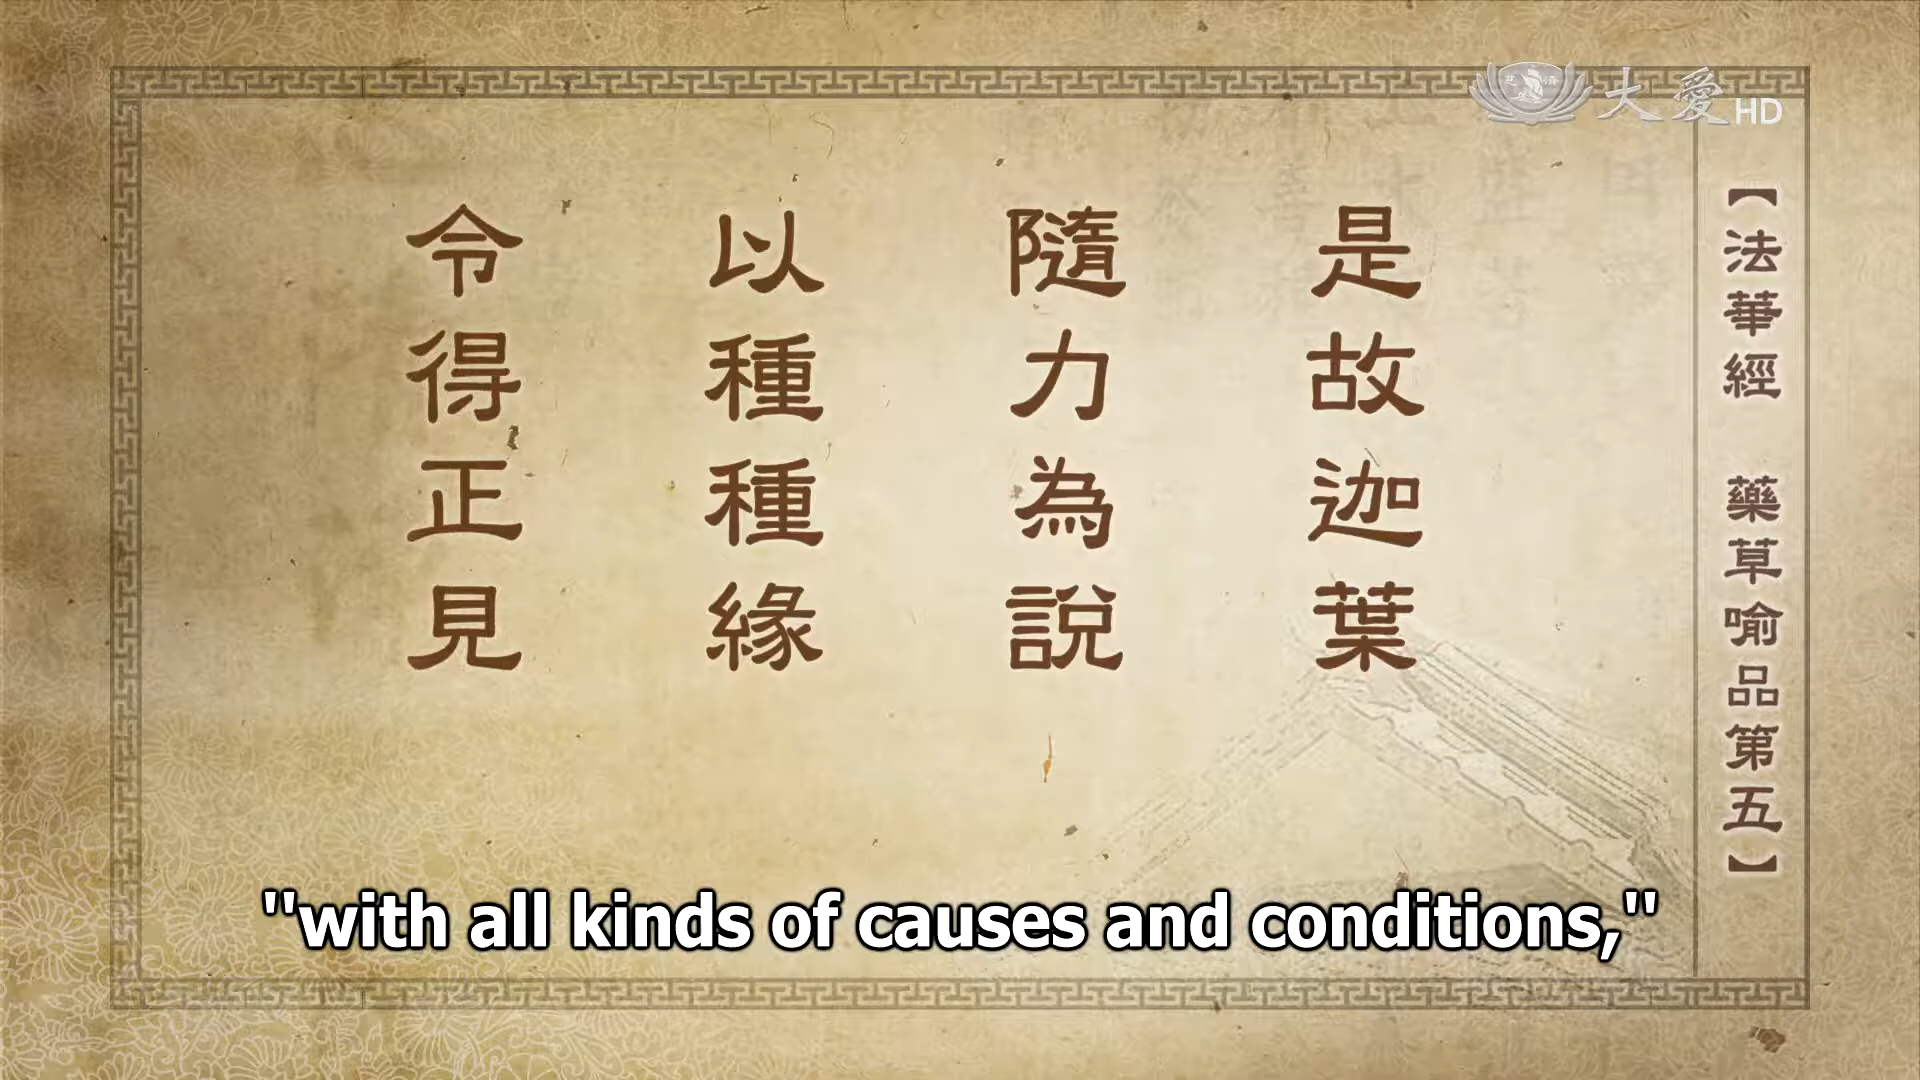 大愛HD
【法華經 藥草喻品第五】
是故迦葉
隨力為說
以種種緣
令得正見
"with all kinds of causes and conditions,"